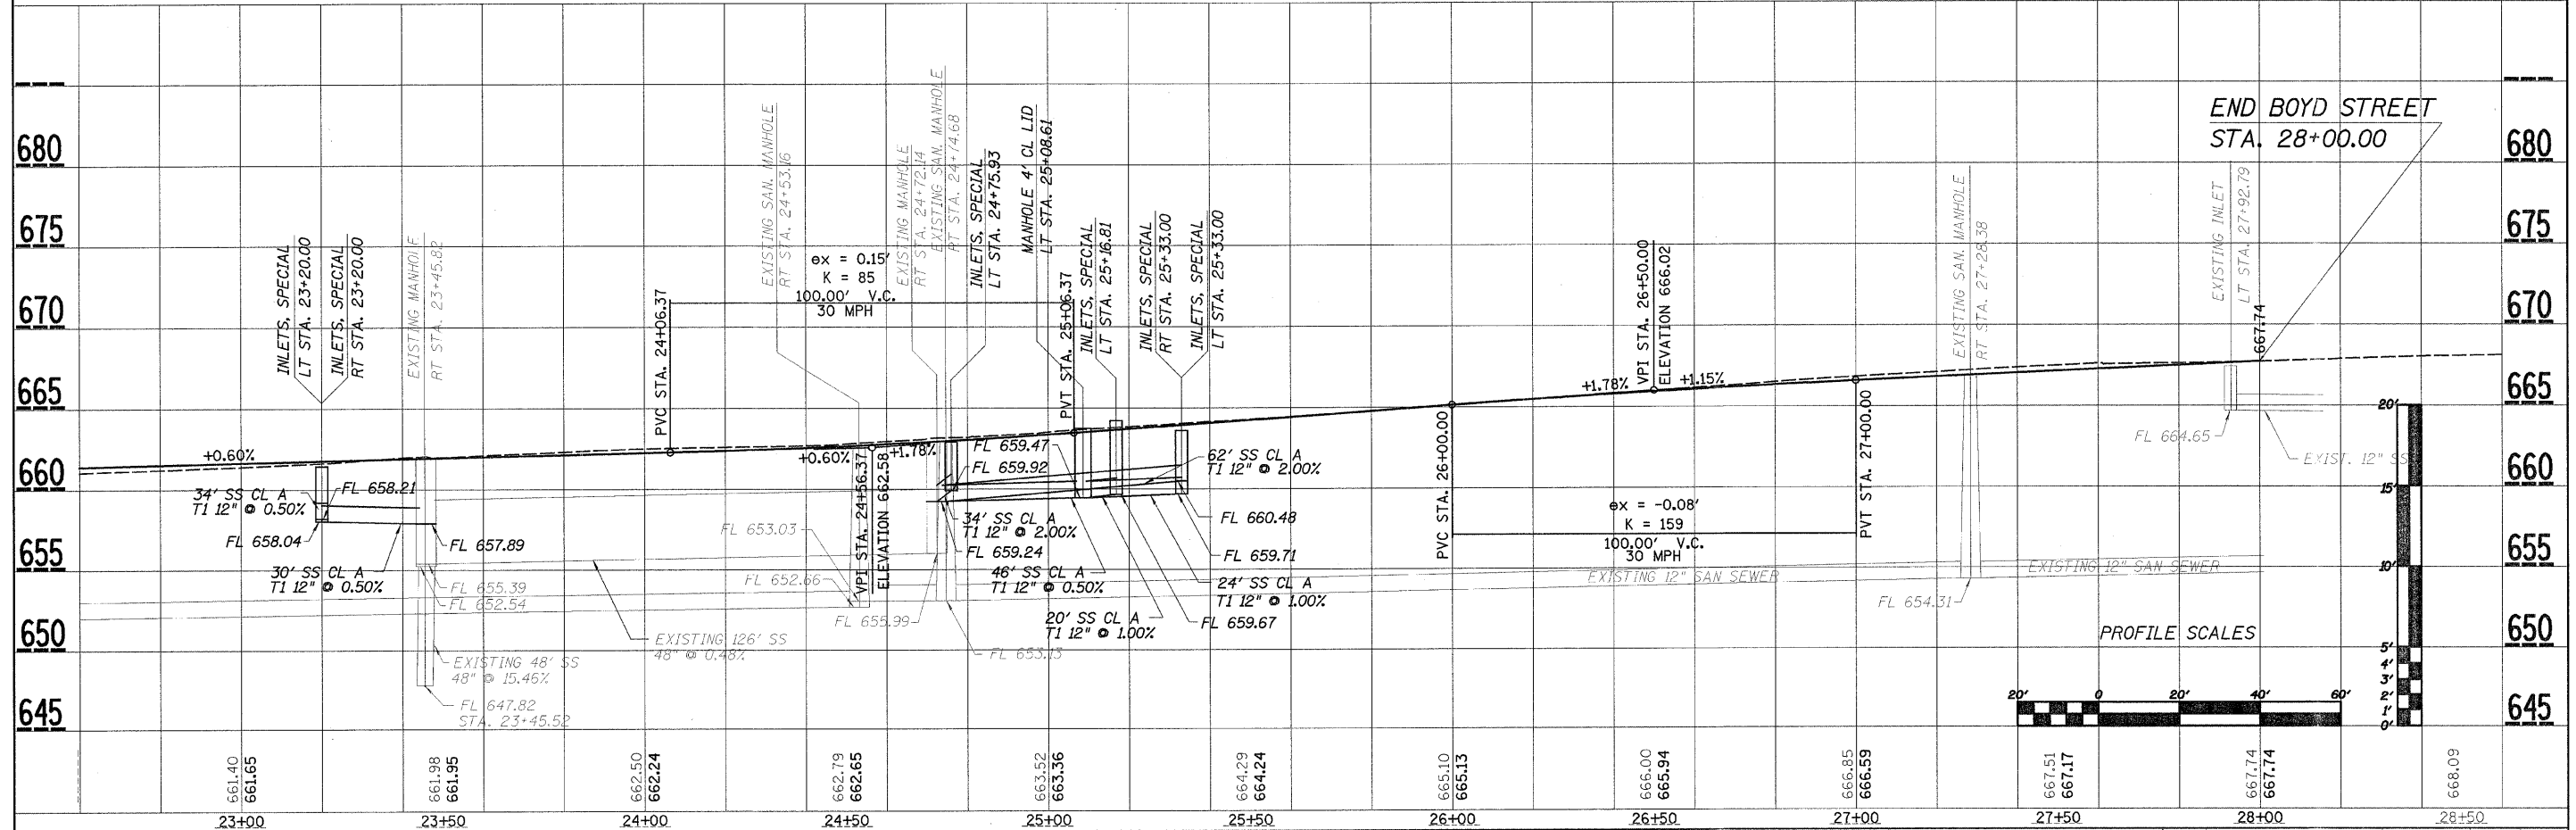 END BOYD STREET
STA. 28+00.00
680
675
670
665
660
655
650
645
680
675
670
665
660
655
650
645
INLETS, SPECIAL
LT STA. 23+20.00
INLETS, SPECIAL
RT STA. 23+20.00
EXISTING MANHOLE
RT STA. 23+45.82
PVC STA. 24+06.37
EXISTING SAN. MANHOLE
RT STA. 24+53.16
ex = 0.15'
K = 85
100.00' V.C.
30 MPH
EXISTING MANHOLE
RT STA. 24+72.14
EXISTING SAN. MANHOLE
RT STA. 24+74.68
INLETS, SPECIAL
LT STA. 24+75.93
MANHOLE 4' CL LID
LT STA. 25+08.61
PVT STA. 25+06.37
INLETS, SPECIAL
LT STA. 25+16.81
INLETS, SPECIAL
RT STA. 25+33.00
INLETS, SPECIAL
LT STA. 25+33.00
VPI STA. 26+50.00
ELEVATION 666.02
EXISTING SAN. MANHOLE
RT STA. 27+28.38
EXISTING INLET
LT STA. 27+92.79
667.74
+0.60%
+0.60%
+1.78%
+1.78%
+1.15%
34' SS CL A
T1 12" @ 0.50%
FL 658.21
FL 658.04
30' SS CL A
T1 12" @ 0.50%
FL 657.89
FL 655.39
FL 652.54
EXISTING 48' SS
48" @ 15.46%
FL 647.82
STA. 23+45.52
EXISTING 126' SS
48" @ 0.48%
FL 653.03
FL 652.66
VPI STA. 24+56.37
ELEVATION 662.58
FL 655.99
FL 653.13
FL 659.47
FL 659.92
34' SS CL A
T1 12" @ 2.00%
FL 659.24
46' SS CL A
T1 12" @ 0.50%
20' SS CL A
T1 12" @ 1.00%
62' SS CL A
T1 12" @ 2.00%
FL 660.48
FL 659.71
24' SS CL A
T1 12" @ 1.00%
FL 659.67
PVC STA. 26+00.00
ex = -0.08'
K = 159
100.00' V.C.
30 MPH
PVT STA. 27+00.00
EXISTING 12" SAN SEWER
EXISTING 12" SAN SEWER
FL 654.31
FL 664.65
EXIST. 12" SS
PROFILE SCALES
20' 0 20' 40' 60'
20'
15'
10'
5'
4'
3'
2'
1'
0'
661.40
661.65
661.98
661.95
662.50
662.24
662.79
662.65
663.52
663.36
664.29
664.24
665.10
665.13
666.00
665.94
666.85
666.59
667.51
667.17
667.74
667.74
668.09
23+00 23+50 24+00 24+50 25+00 25+50 26+00 26+50 27+00 27+50 28+00 28+50